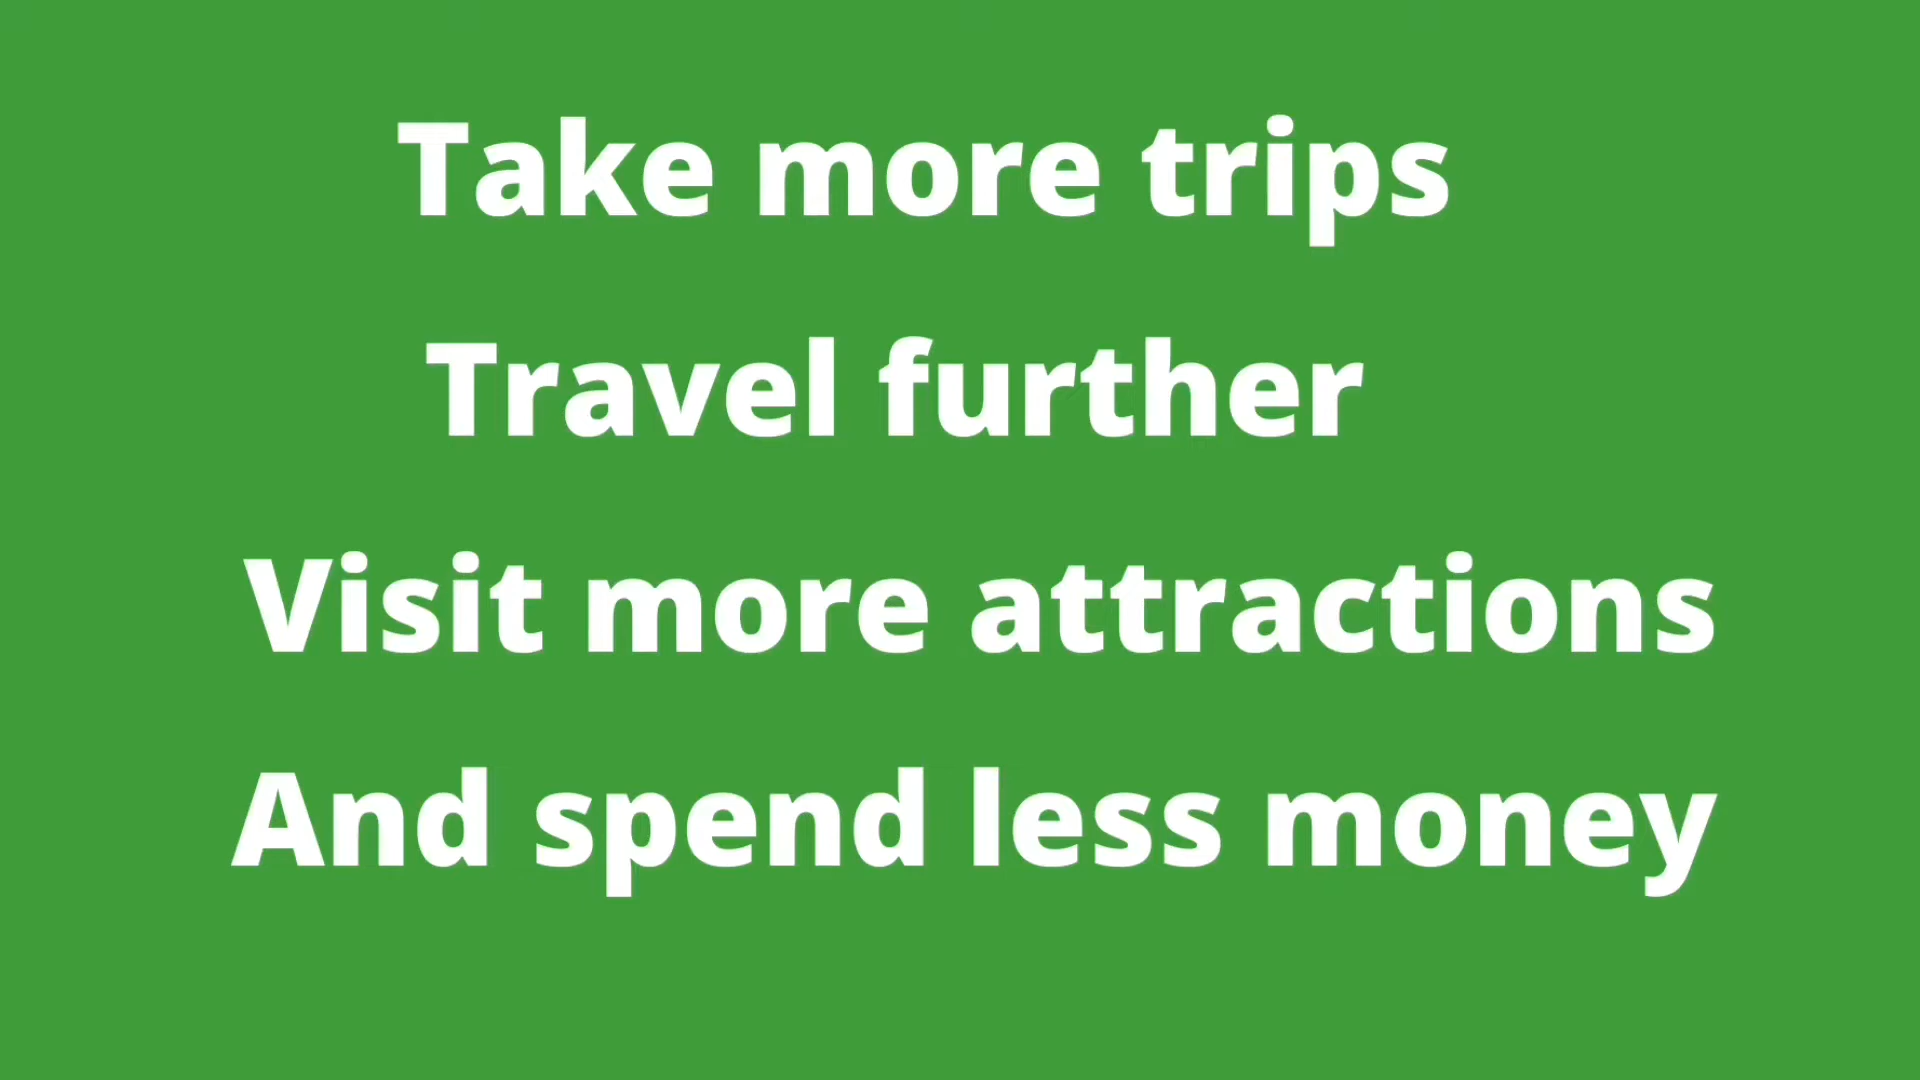 Take more trips
Travel further
Visit more attractions
And spend less money